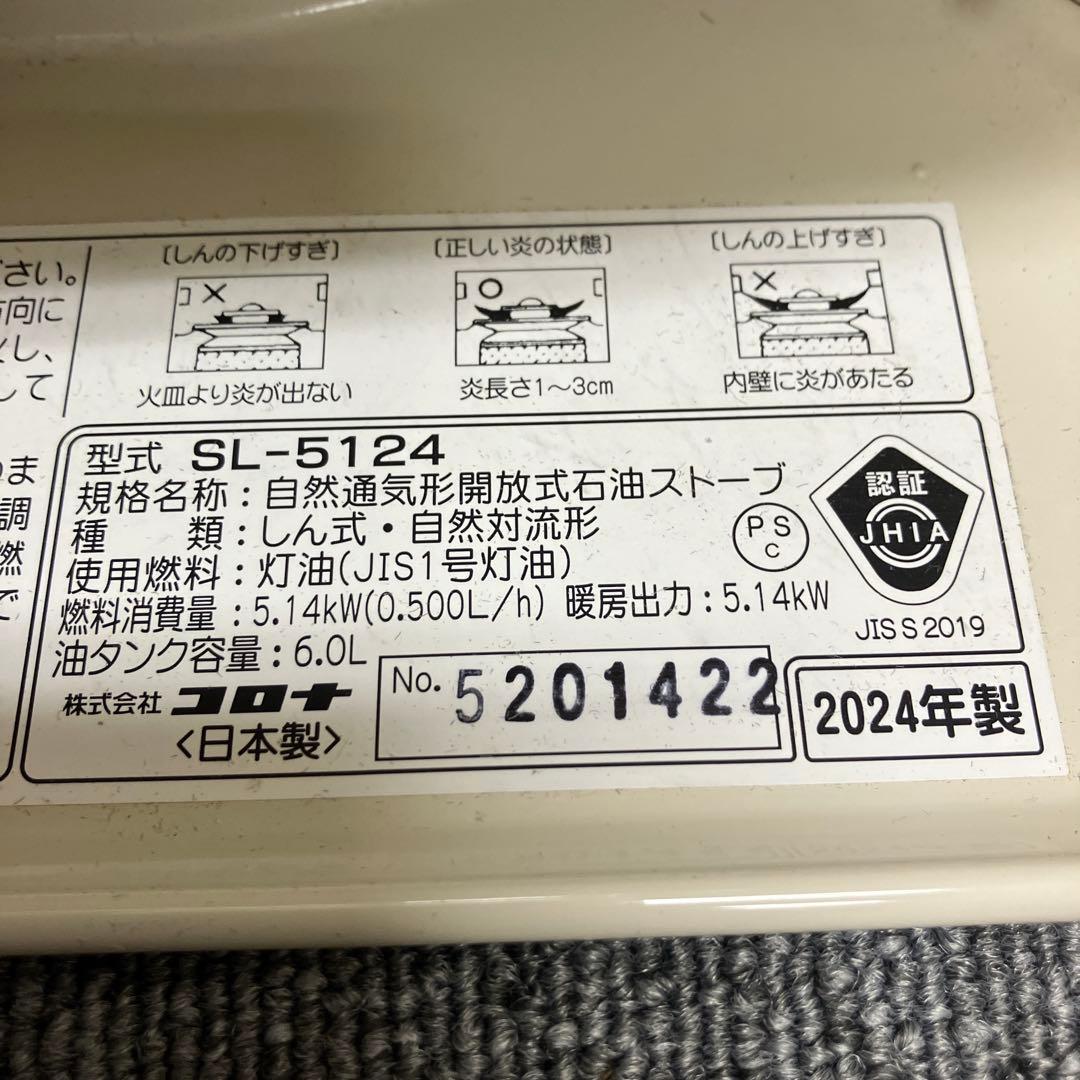 ださい。
方向に
して
〔しんの下げすぎ〕
火皿より炎が出ない
〔正しい炎の状態〕
炎長さ1〜3cm
〔しんの上げすぎ〕
内壁に炎があたる
調
燃
で
型式 SL-5124
規格名称：自然通気形開放式石油ストーブ
種 類：しん式・自然対流形
使用燃料：灯油(JIS1号灯油)
燃料消費量：5.14kW(0.500L/h) 暖房出力：5.14kW
油タンク容量：6.0L
PS
C
認証
JHIA
JIS S 2019
株式会社 コロナ
〈日本製〉
No. 5201422
2024年製